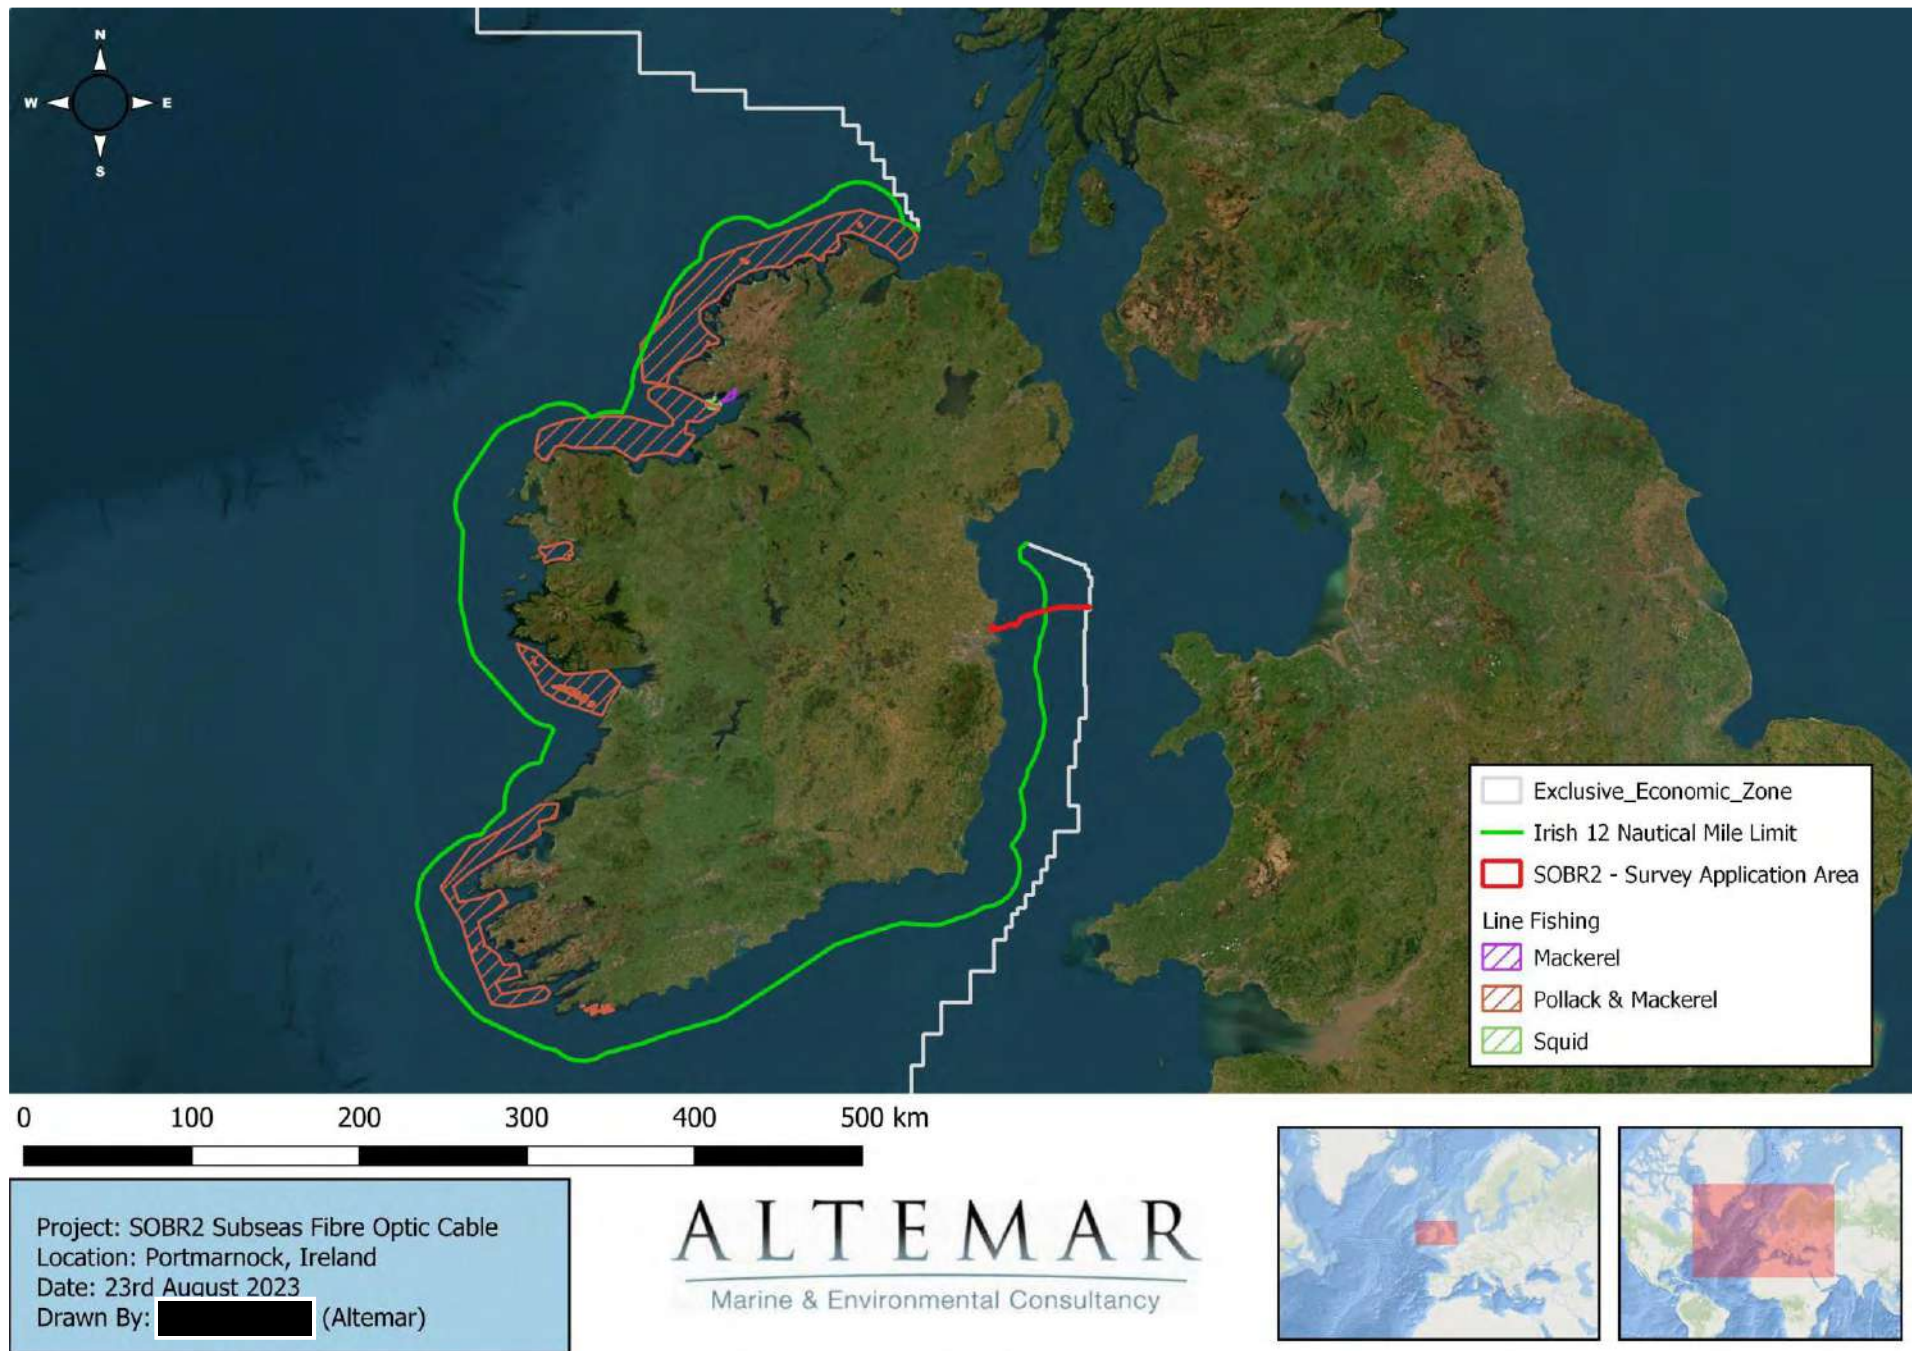 N
W E
S
Exclusive_Economic_Zone
Irish 12 Nautical Mile Limit
SOBR2 - Survey Application Area
Line Fishing
Mackerel
Pollack & Mackerel
Squid
0 100 200 300 400 500 km
Project: SOBR2 Subseas Fibre Optic Cable
Location: Portmarnock, Ireland
Date: 23rd August 2023
Drawn By: (Altemar)
ALTEMAR
Marine & Environmental Consultancy